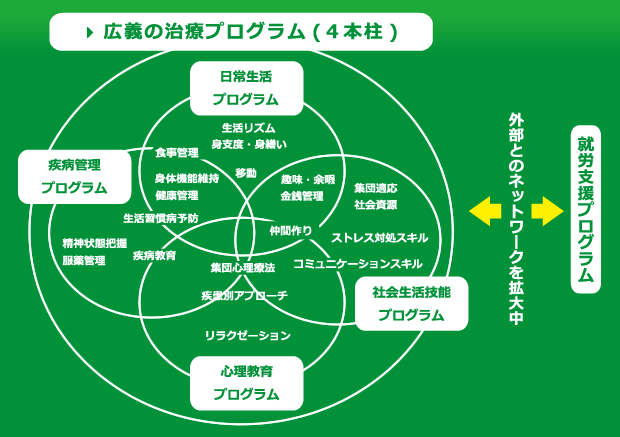 広義の治療プログラム(４本柱)
日常生活
プログラム
生活リズム
身支度・身繕い
食事管理
移動
疾病管理
プログラム
身体機能維持
健康管理
趣味・余暇
金銭管理
集団適応
社会資源
生活習慣病予防
仲間作り
ストレス対処スキル
精神状態把握
服薬管理
疾病教育
集団心理療法
コミュニケーションスキル
疾患別アプローチ
社会生活技能
プログラム
リラクゼーション
心理教育
プログラム
外部とのネットワークを拡大中
就労支援プログラム